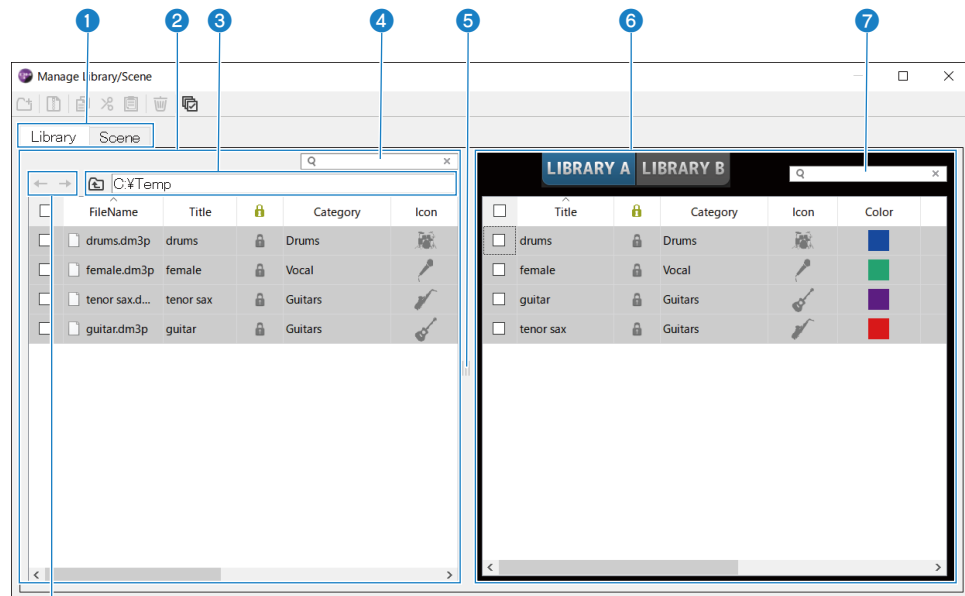 1 2 3 4 5 6 7
Manage Library/Scene
Library Scene
LIBRARY A LIBRARY B
C:¥Temp
FileName Title Category Icon
drums.dm3p drums Drums
female.dm3p female Vocal
tenor sax.d... tenor sax Guitars
guitar.dm3p guitar Guitars
Title Category Icon Color
drums Drums
female Vocal
guitar Guitars
tenor sax Guitars